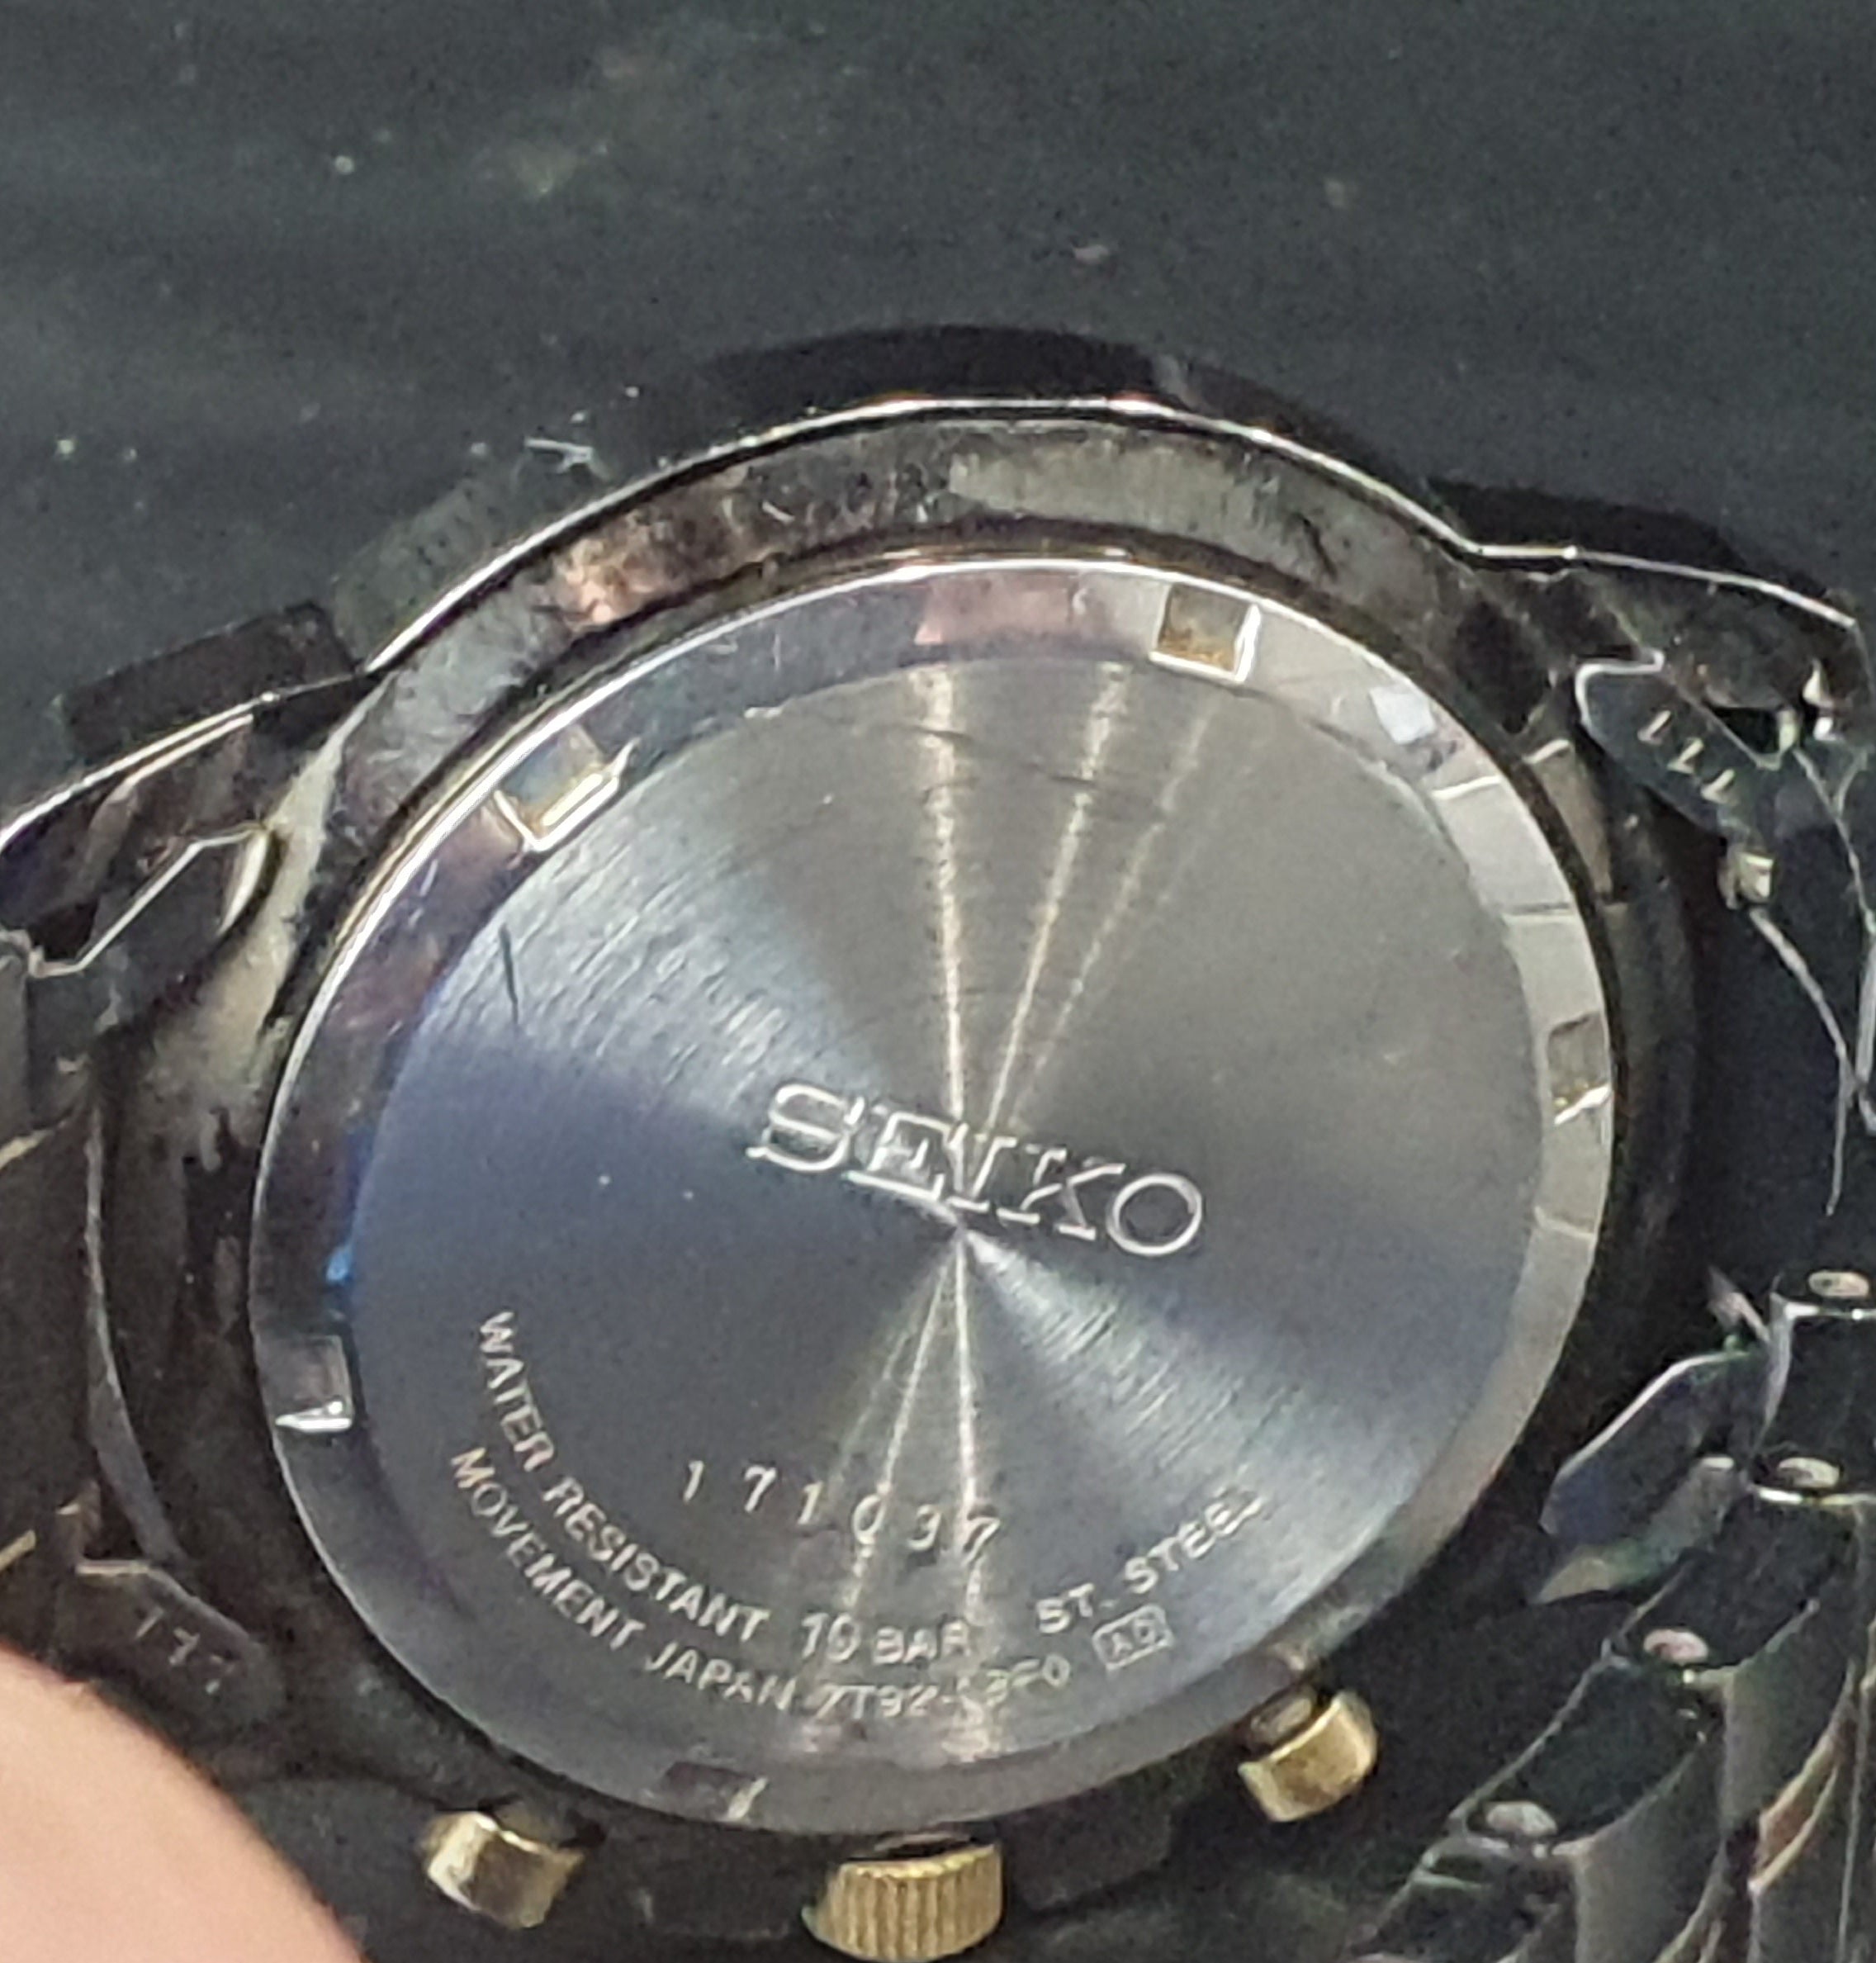 SEIKO
171037
WATER RESISTANT 10 BAR ST. STEEL
MOVEMENT JAPAN